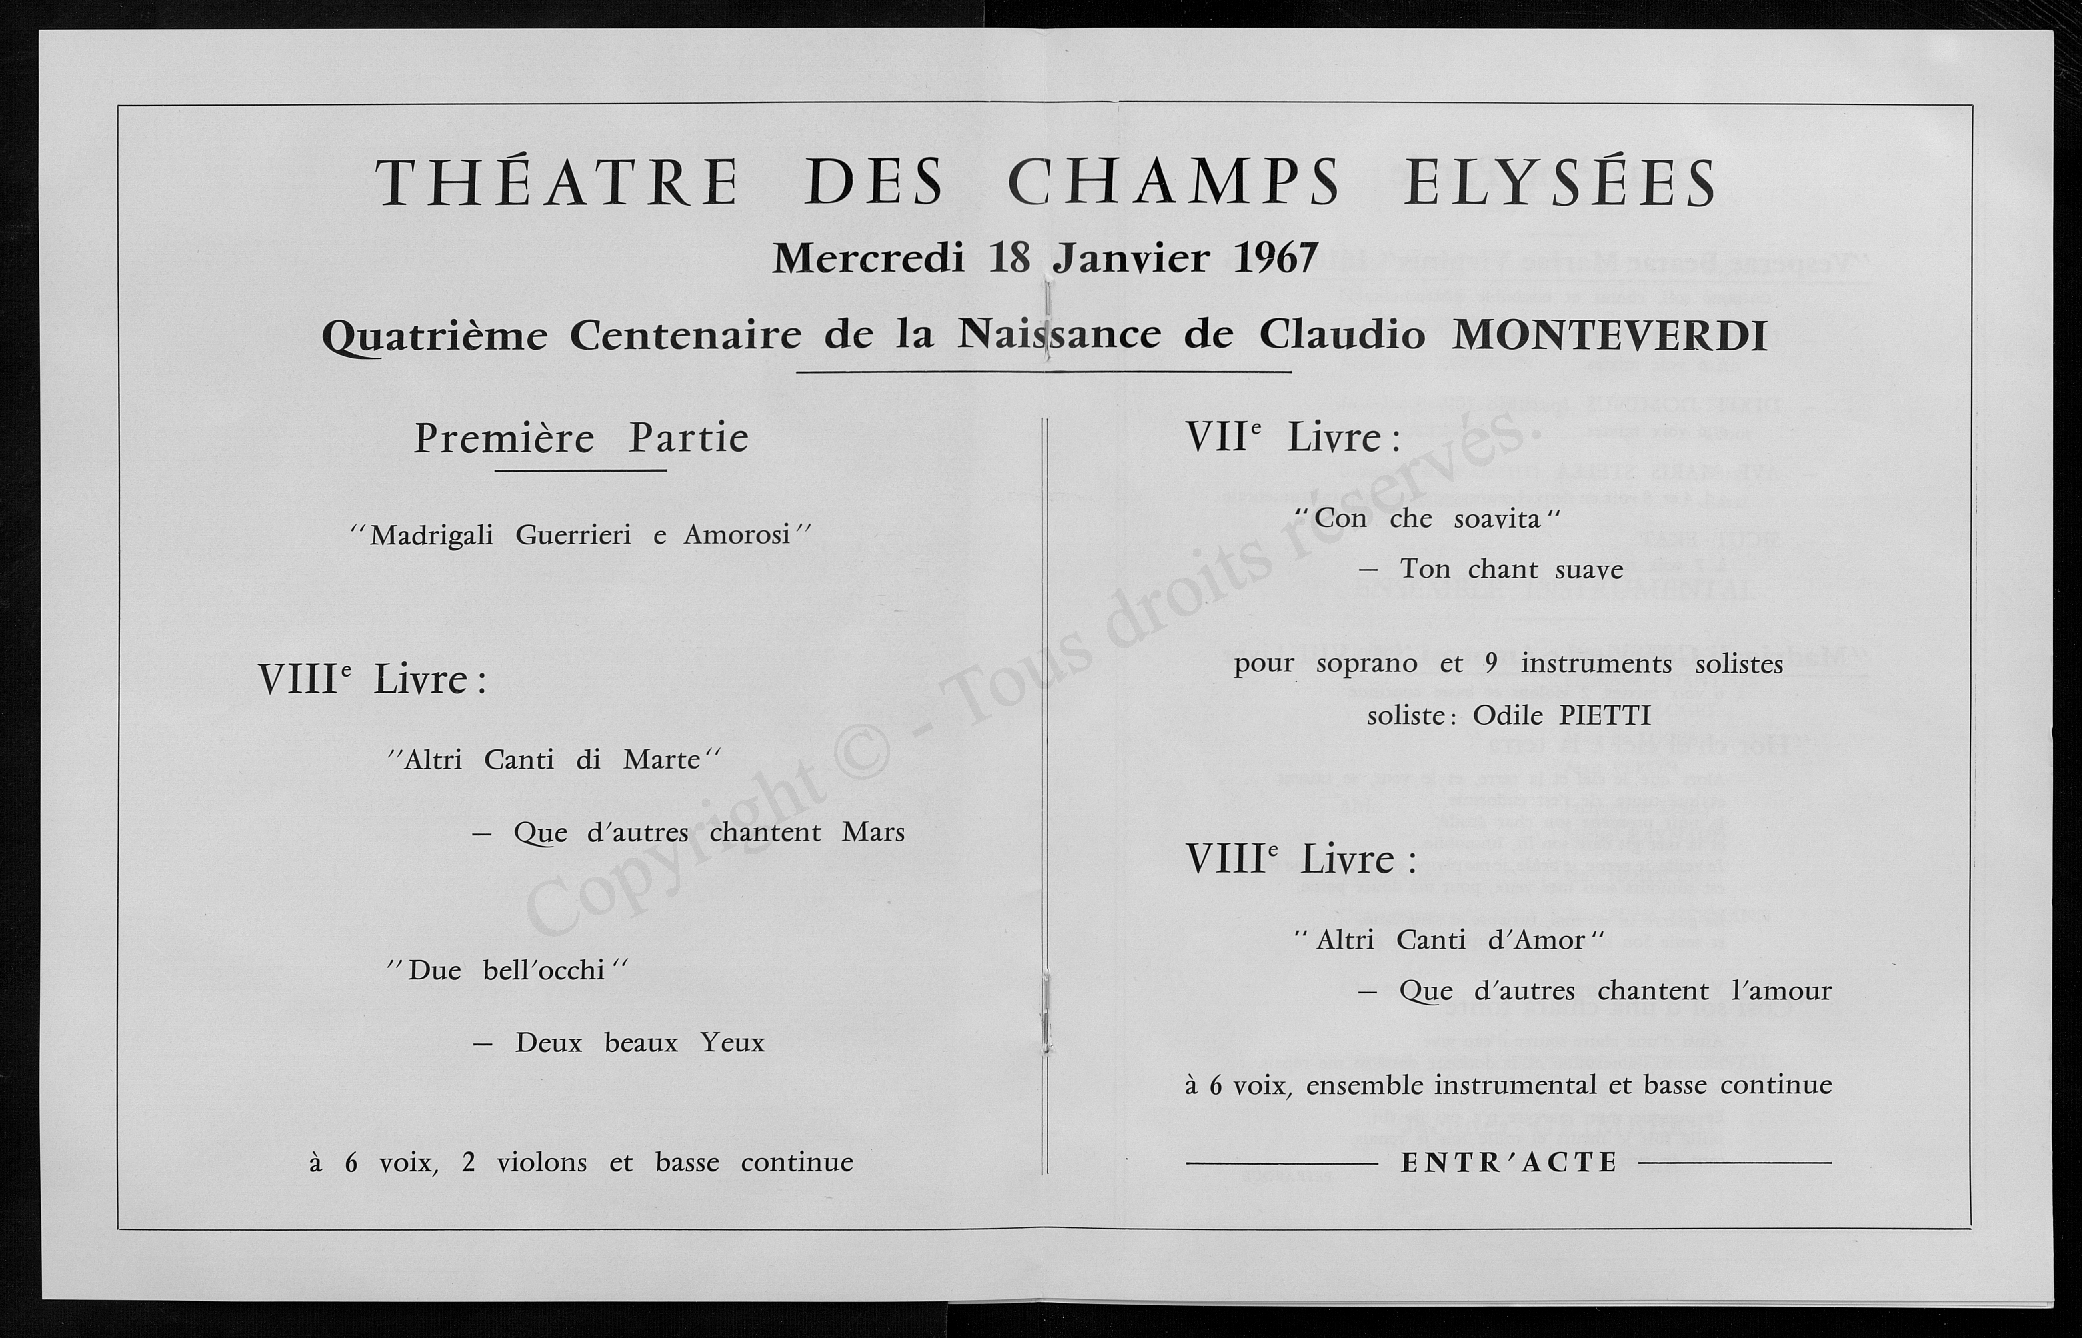 THÉATRE DES CHAMPS ELYSÉES
Mercredi 18 Janvier 1967
Quatrième Centenaire de la Naissance de Claudio MONTEVERDI
Première Partie
"Madrigali Guerrieri e Amorosi"
VIIIe Livre :
"Altri Canti di Marte"
— Que d'autres chantent Mars
"Due bell'occhi"
— Deux beaux Yeux
à 6 voix, 2 violons et basse continue
VIIe Livre :
"Con che soavita"
— Ton chant suave
pour soprano et 9 instruments solistes
soliste : Odile PIETTI
VIIIe Livre :
"Altri Canti d'Amor"
— Que d'autres chantent l'amour
à 6 voix, ensemble instrumental et basse continue
ENTR'ACTE
Copyright © - Tous droits réservés.